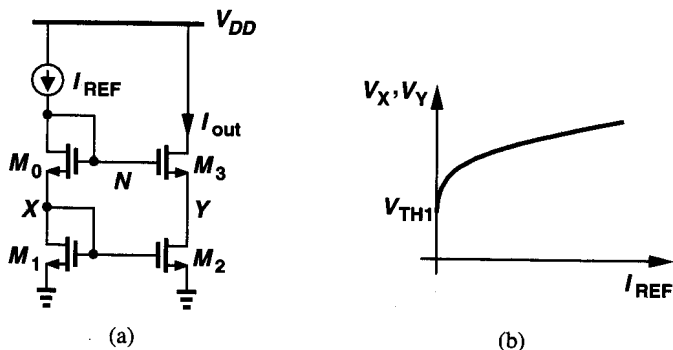 V_DD
I_REF
I_out
M_0
N
M_3
X
Y
M_1
M_2
(a)
V_X , V_Y
V_TH1
I_REF
(b)